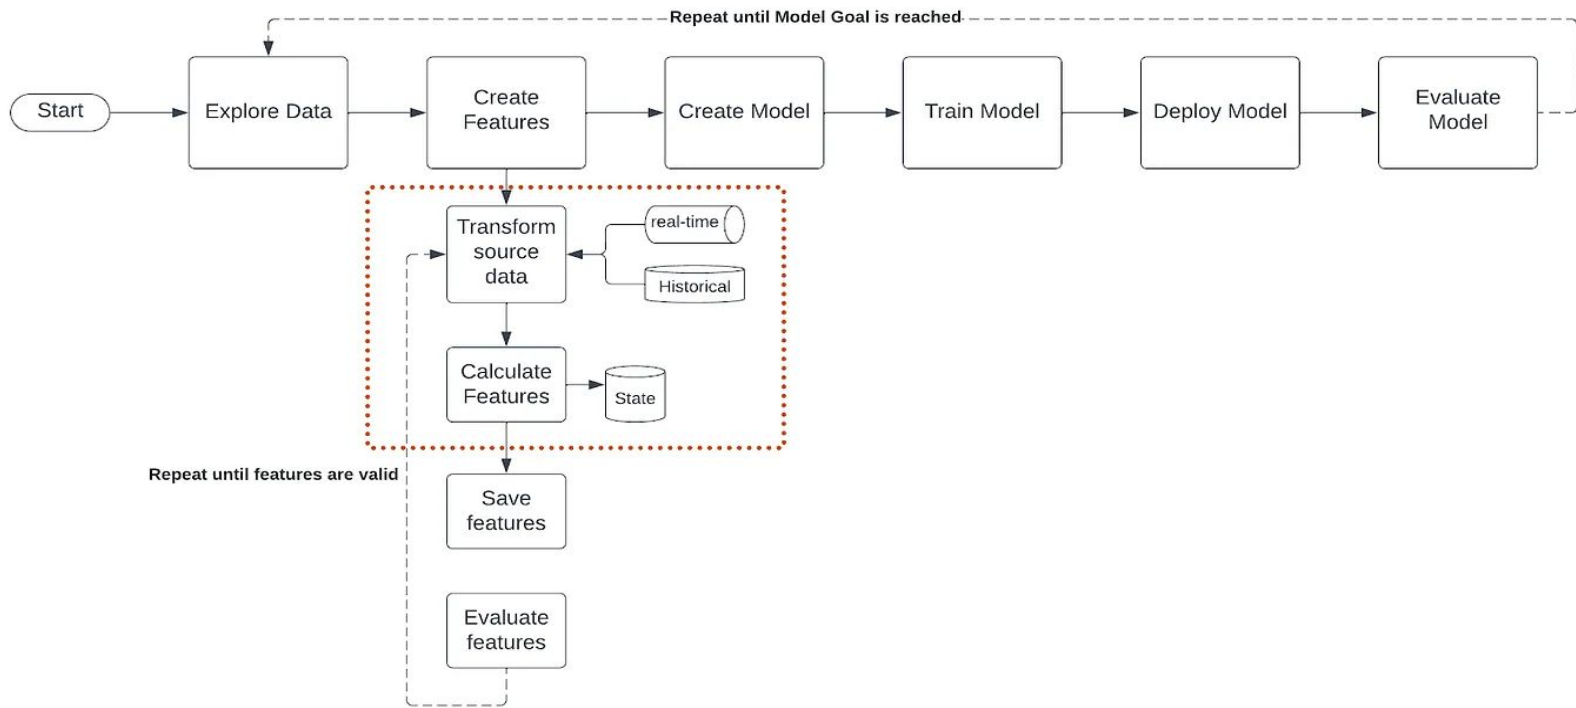 Repeat until Model Goal is reached
Start
Explore Data
Create
Features
Create Model
Train Model
Deploy Model
Evaluate
Model
Transform
source
data
real-time
Historical
Calculate
Features
State
Repeat until features are valid
Save
features
Evaluate
features